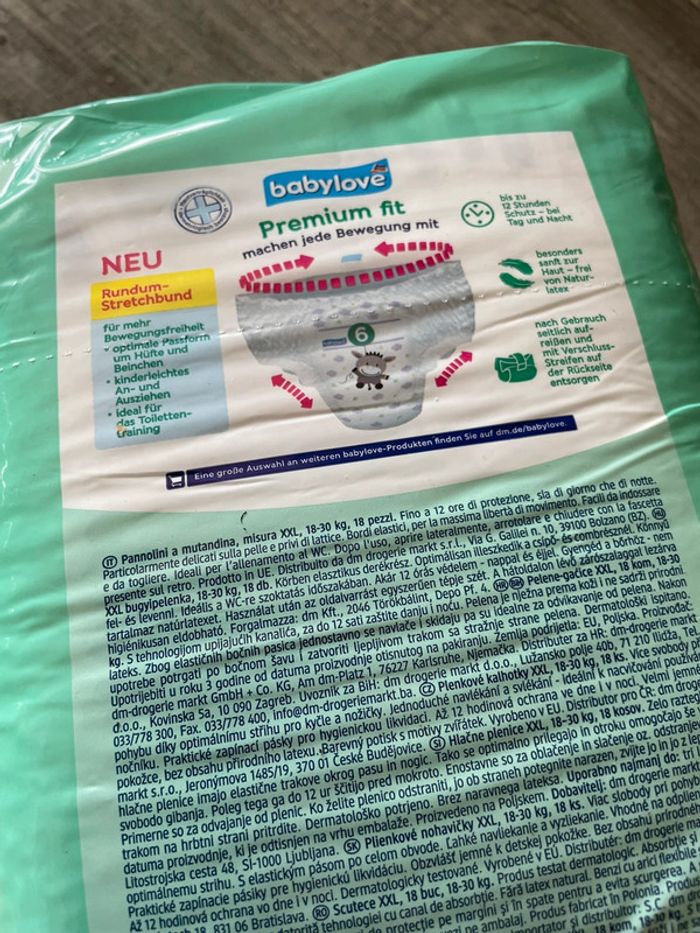 babylove
Premium fit
machen jede Bewegung mit
NEU
Rundum-
Stretchbund
für mehr
Bewegungsfreiheit
• optimale Passform
um Hüfte und
Beinchen
• kinderleichtes
An- und
Ausziehen
• ideal für
das Toiletten-
training
6
bis zu
12 Stunden
Schutz – bei
Tag und Nacht
besonders
sanft zur
Haut – frei
von Natur-
latex
nach Gebrauch
seitlich auf-
reißen und
mit Verschluss-
Streifen auf
der Rückseite
entsorgen
Eine große Auswahl an weiteren babylove-Produkten finden Sie auf dm.de/babylove.
IT Pannolini a mutandina, misura XXL, 18-30 kg, 18 pezzi. Fino a 12 ore di protezione, sia di giorno che di notte.
Particolarmente delicati sulla pelle e privi di lattice. Bordi elastici, per la massima libertà di movimento. Facili da indossare
e da togliere. Ideali per l'allenamento al WC. Dopo l'uso, aprire lateralmente, arrotolare e chiudere con la fascetta
presente sul retro. Prodotto in UE. Distribuito da dm drogerie markt s.r.l., Via G. Galilei n. 10, 39100 Bolzano (BZ). HU
XXL bugyipelenka, 18-30 kg, 18 db. Körben elasztikus derékrész. Optimálisan illeszkedik a csípő- és combrésznél. Könnyű
fel- és levenni. Ideális a WC-re szoktatás időszakában. Akár 12 órás védelem - nappal és éjjel. Gyengéd a bőrhöz - nem
tartalmaz natúrlatexet. Használat után az oldalvarrást egyszerűen tépje szét. A hátoldalon lévő zárószalaggal lezárva
higiénikusan eldobható. Forgalmazza: dm Kft., 2046 Törökbálint, Depo Pf. 4. HR BIH Pelene-gaćice XXL, 18 kom, 18-30
kg. S tehnologijom upijajućih kanalića, za do 12 sati zaštite danju i noću. Pelena je nježna prema koži i ne sadrži prirodni
lateks. Zbog elastičnih bočnih pasica jednostavno se navlače i skidaju pa su idealne za odvikavanje od pelena. Nakon
upotrebe potrgati po bočnom šavu i zatvoriti ljepljivom trakom sa stražnje strane pelena. Dermatološki ispitano.
Upotrijebiti u roku 3 godine od datuma proizvodnje otisnutog na pakiranju. Zemlja podrijetla: EU, Poljska. Proizvođač:
dm-drogerie markt GmbH + Co. KG, Am dm-Platz 1, 76227 Karlsruhe, Njemačka. Distributer za HR: dm-drogerie markt
d.o.o., Kovinska 5a, 10 090 Zagreb. Uvoznik za BiH: dm drogerie markt d.o.o., Lužansko polje 40b, 71 210 Ilidža,
033/778 300, Fax. 033/778 400, info@dm-drogeriemarkt.ba. CZ Plenkové kalhotky XXL, 18-30 kg, 18 ks. Více svobody
pohybu díky optimálnímu střihu pro kyčle a nožičky. Jednoduché navlékání a svlékání - Ideální k nacvičování
nočníku. Praktické zapínací pásky pro hygienickou likvidaci. Až 12 hodinová ochrana ve dne i v noci. Velmi jemné
pokožce, bez obsahu přírodního latexu. Barevný potisk s motivy zvířátek. Vyrobeno v EU. Distributor pro ČR: dm
markt s.r.o., Jeronýmova 1485/19, 370 01 České Budějovice. SI Hlačne plenice XXL, 18-30 kg, 18 kosov. Zelo
hlačne plenice imajo elastične trakove okrog pasu in nogic. Tako se optimalno prilegajo in otroku omogočajo
svobodo gibanja. Poleg tega ga do 12 ur ščitijo pred mokroto. Enostavne so za oblačenje in slačenje oz.
Primerne so za odvajanje od plenic. Ko želite plenico odstraniti, jo ob straneh potegnite narazen, zvijte jo in jo z
trakom na hrbtni strani pritrdite. Dermatološko potrjeno. Brez naravnega lateksa. Uporabno najmanj do:
datuma proizvodnje, ki je odtisnjen na vrhu embalaže. Proizvedeno na Poljskem. Dobavitelj: dm drogerie markt
Litostrojska cesta 48, SI-1000 Ljubljana. SK Plienkové nohavičky XXL, 18-30 kg, 18 ks. Viac slobody pri
optimálnemu strihu. S elastickým pásom po celom obvode. Ľahké navliekanie a vyzliekanie. Vhodné na
Praktické zapínacie pásiky pre hygienickú likvidáciu. Obzvlášť jemné k detskej pokožke. Bez obsahu
Až 12 hodinová ochrana vo dne i v noci. Dermatologicky testované. Vyrobené v EÚ. Distribútor: dm drogerie
18, 831 06 Bratislava. RO Scutece XXL, 18 buc, 18-30 kg. Produs testat dermatologic. Absorbție
tehnologiei cu canal de absorbție. Fără latex natural. Benzi cu arici flexibile
protecție pe margini și în spate pentru a evita scurgerea.
ne ambalaj. Produs fabricat în Polonia.
și distribuitor: S.C. dm